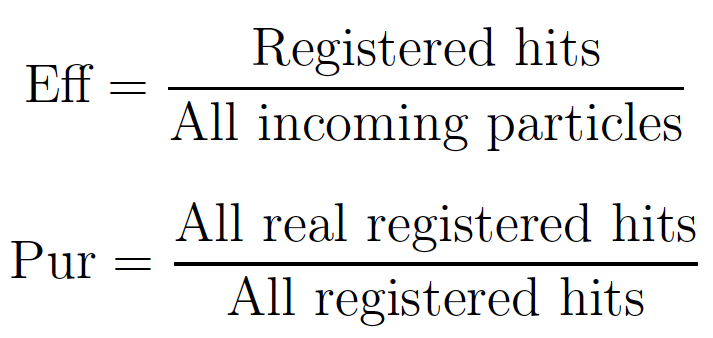 Eff = Registered hits / All incoming particles
Pur = All real registered hits / All registered hits